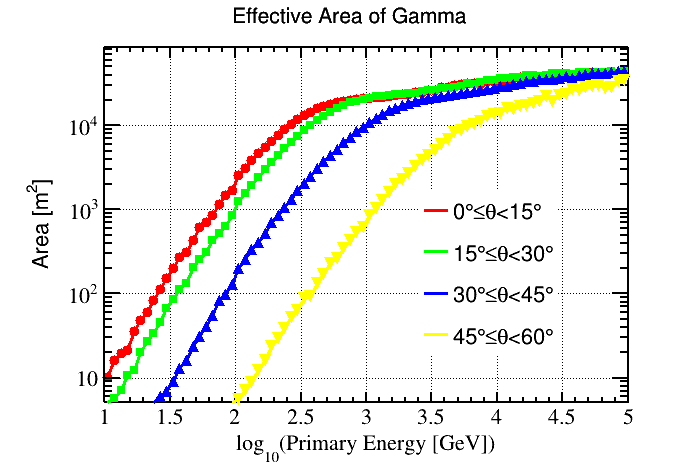 Effective Area of Gamma
Area [m²]
10⁴
10³
10²
10
0°≤θ<15°
15°≤θ<30°
30°≤θ<45°
45°≤θ<60°
1 1.5 2 2.5 3 3.5 4 4.5 5
log₁₀(Primary Energy [GeV])